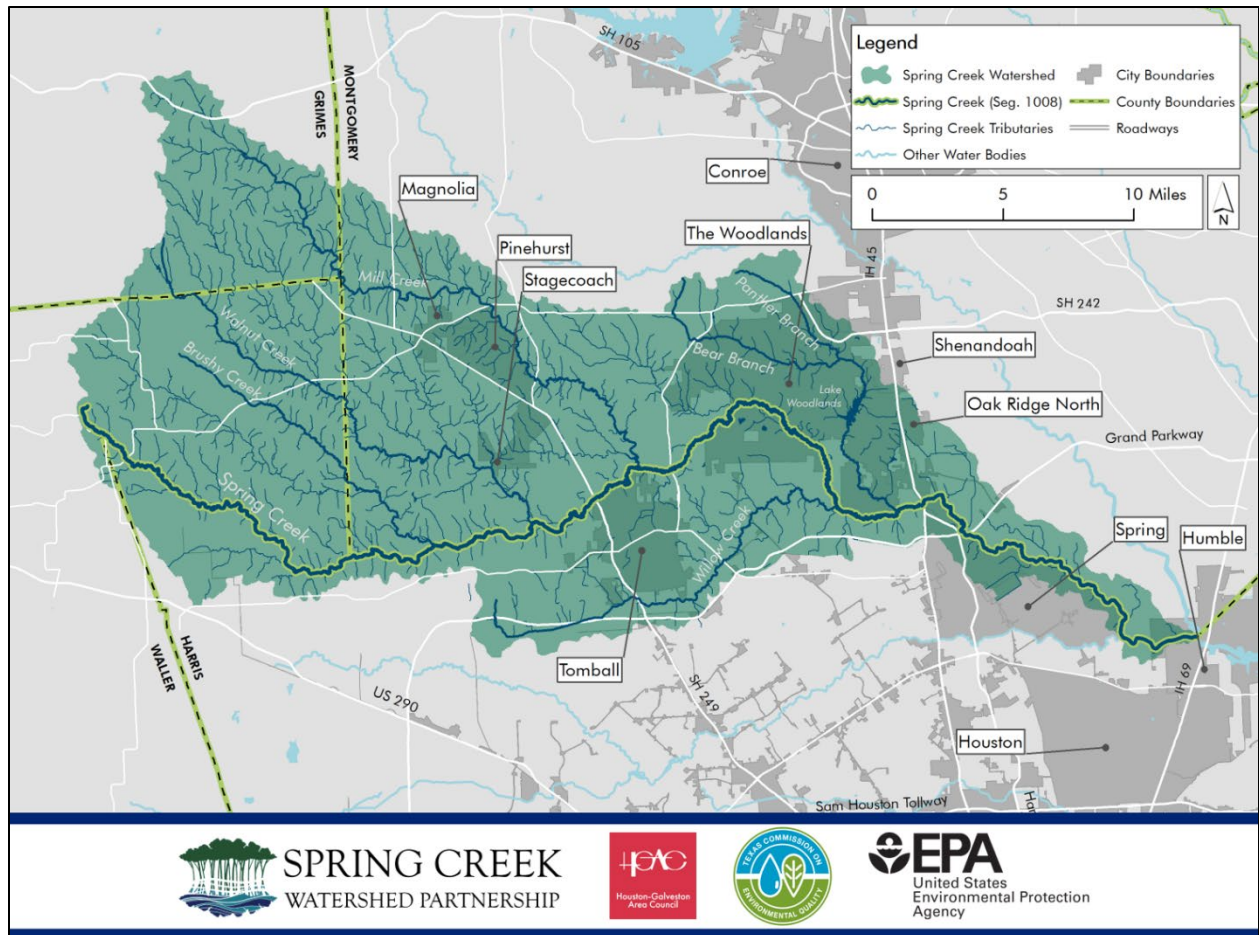 SH 105
Legend
Spring Creek Watershed
City Boundaries
Spring Creek (Seg. 1008)
County Boundaries
Spring Creek Tributaries
Roadways
Other Water Bodies
0 5 10 Miles
N
MONTGOMERY
GRIMES
Conroe
Magnolia
The Woodlands
Pinehurst
IH 45
Stagecoach
Mill Creek
Panther Branch
SH 242
Walnut Creek
Bear Branch
Shenandoah
Brushy Creek
Lake
Woodlands
Oak Ridge North
Grand Parkway
Spring Creek
Willow Creek
Spring
Humble
HARRIS
WALLER
Tomball
US 290
SH 249
IH 69
Houston
Sam Houston Tollway
Har
SPRING CREEK
WATERSHED PARTNERSHIP
Houston-Galveston
Area Council
TEXAS COMMISSION ON
ENVIRONMENTAL QUALITY
EPA
United States
Environmental Protection
Agency